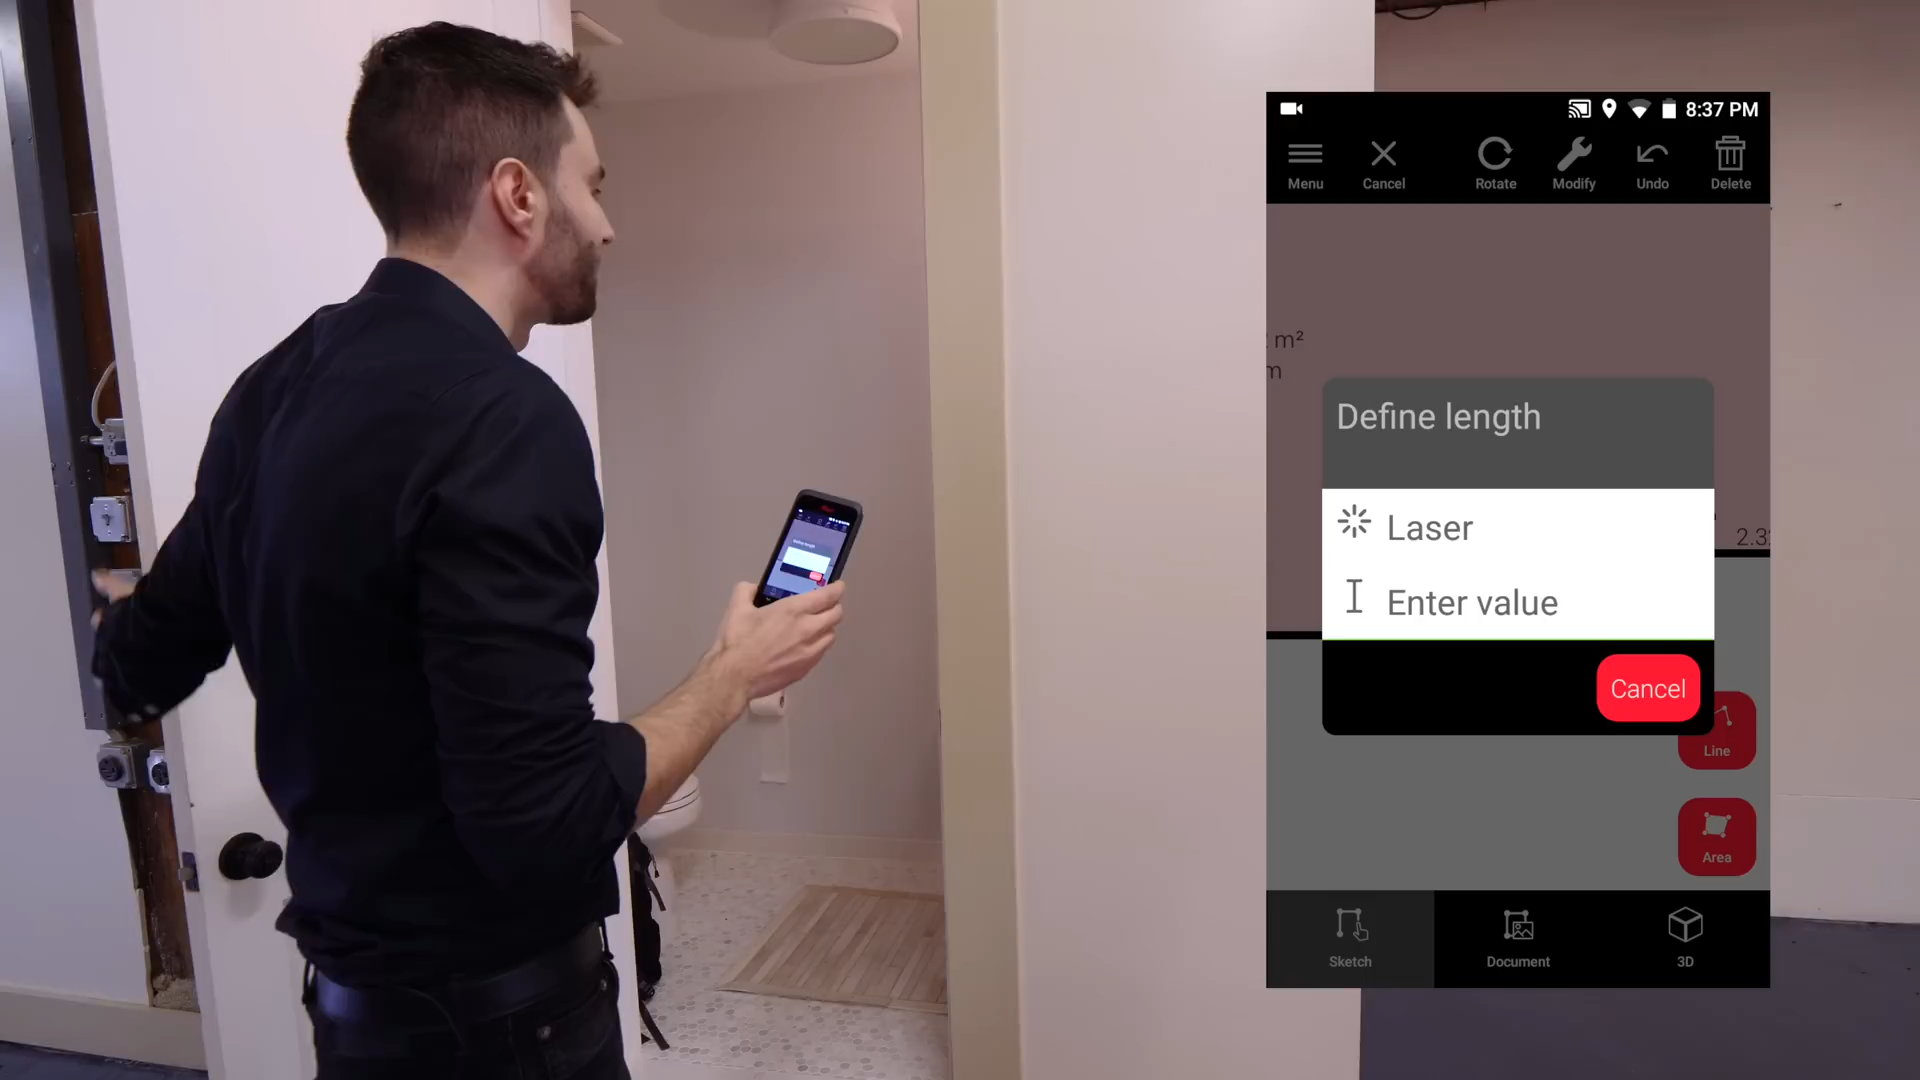 8:37 PM
Menu
Cancel
Rotate
Modify
Undo
Delete
m²
m
Define length
Laser
Enter value
Cancel
Line
Area
Sketch
Document
3D